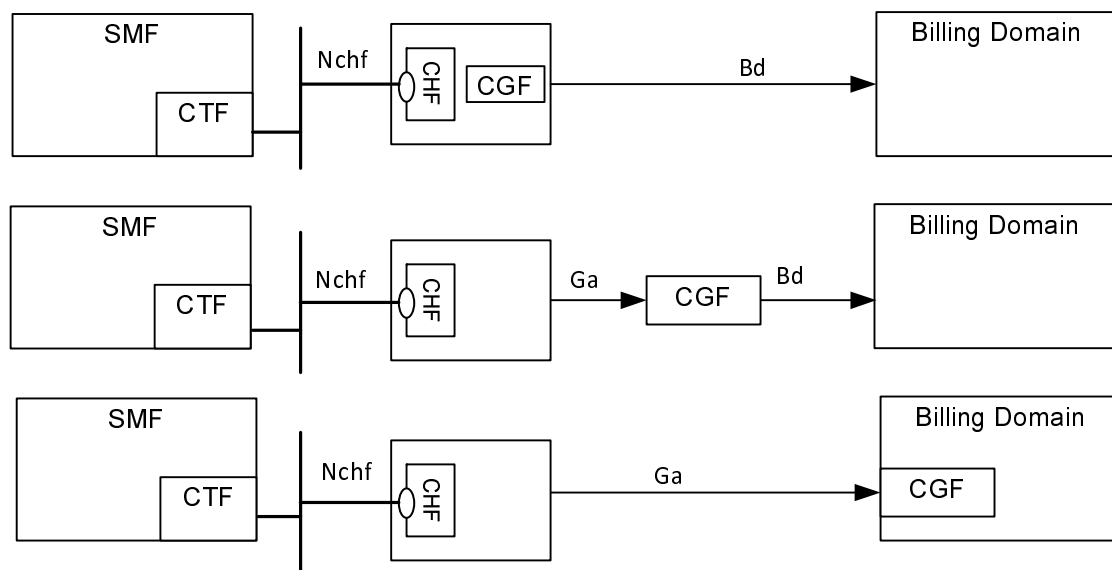 SMF
CTF
Nchf
CHF
CGF
Bd
Billing Domain
SMF
CTF
Nchf
CHF
Ga
CGF
Bd
Billing Domain
SMF
CTF
Nchf
CHF
Ga
Billing Domain
CGF